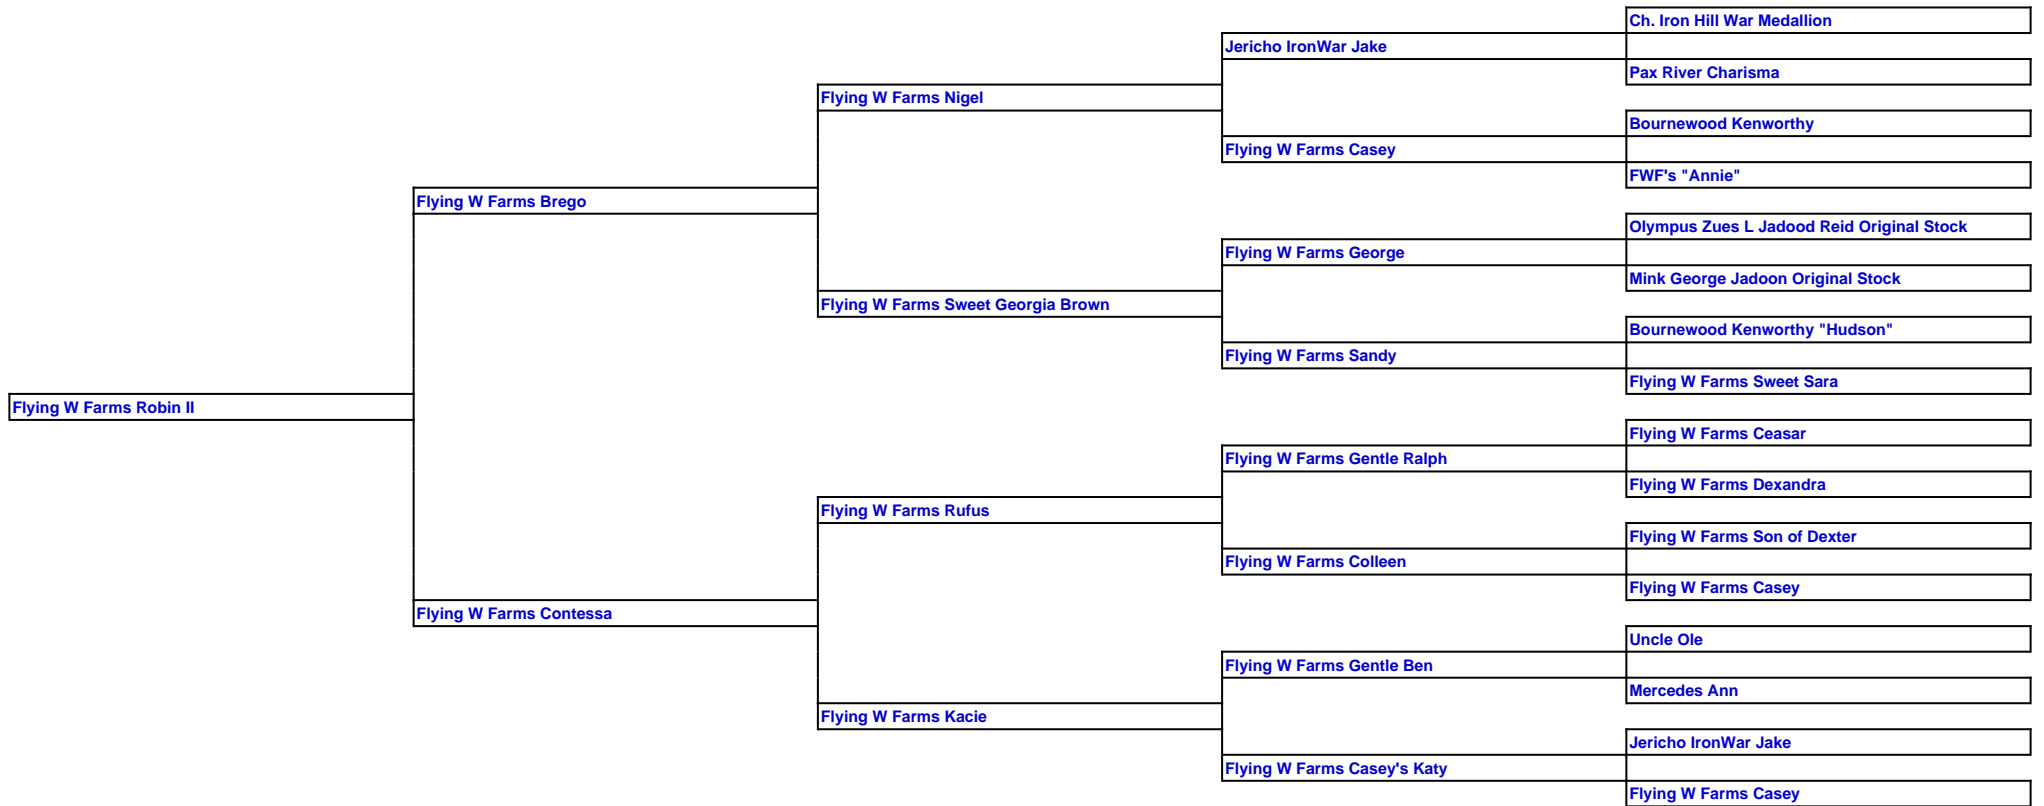 Ch. Iron Hill War Medallion
Jericho IronWar Jake
Pax River Charisma
Flying W Farms Nigel
Bournewood Kenworthy
Flying W Farms Casey
FWF's "Annie"
Flying W Farms Brego
Olympus Zues L Jadood Reid Original Stock
Flying W Farms George
Mink George Jadoon Original Stock
Flying W Farms Sweet Georgia Brown
Bournewood Kenworthy "Hudson"
Flying W Farms Sandy
Flying W Farms Sweet Sara
Flying W Farms Robin II
Flying W Farms Ceasar
Flying W Farms Gentle Ralph
Flying W Farms Dexandra
Flying W Farms Rufus
Flying W Farms Son of Dexter
Flying W Farms Colleen
Flying W Farms Casey
Flying W Farms Contessa
Uncle Ole
Flying W Farms Gentle Ben
Mercedes Ann
Flying W Farms Kacie
Jericho IronWar Jake
Flying W Farms Casey's Katy
Flying W Farms Casey